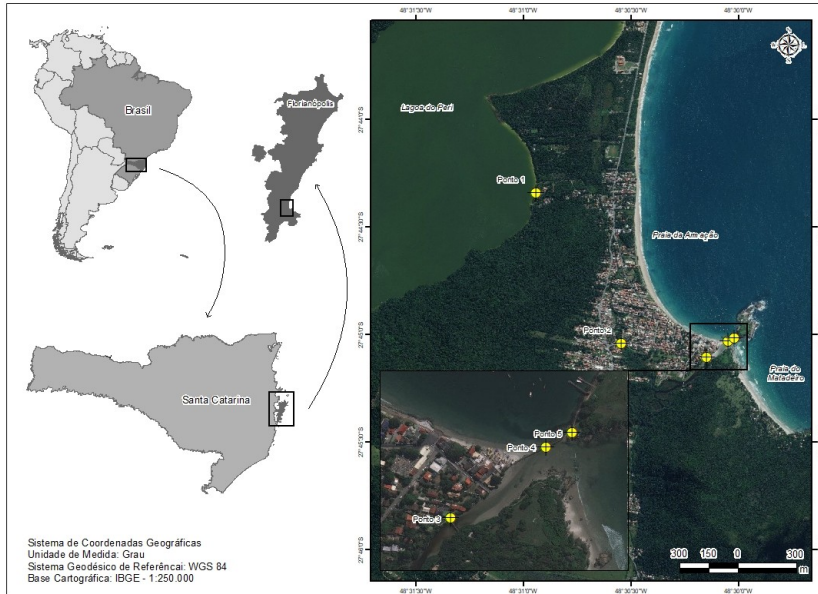 Brasil
Florianópolis
Santa Catarina
Sistema de Coordenadas Geográficas
Unidade de Medida: Grau
Sistema Geodésico de Referêncai: WGS 84
Base Cartográfica: IBGE - 1:250.000
48°31'30"S 48°31'0"S 48°30'30"S 48°30'0"S
N
Lagoa do Peri
27°44'0"S
Ponto 1
27°44'30"S
Praia da Armação
27°45'0"S
Ponto 2
Praia do
Matadeiro
27°45'30"S
Ponto 5
Ponto 4
Ponto 3
27°46'0"S
300 150 0 300
m